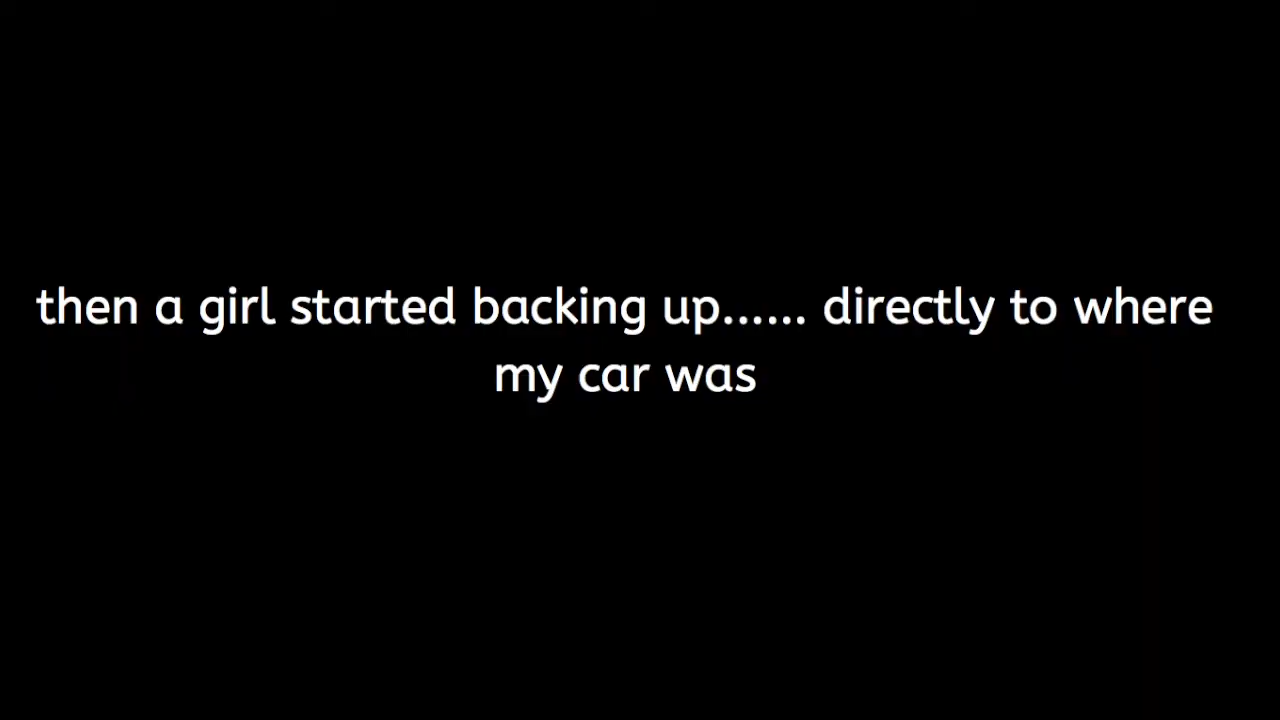 then a girl started backing up...... directly to where
my car was